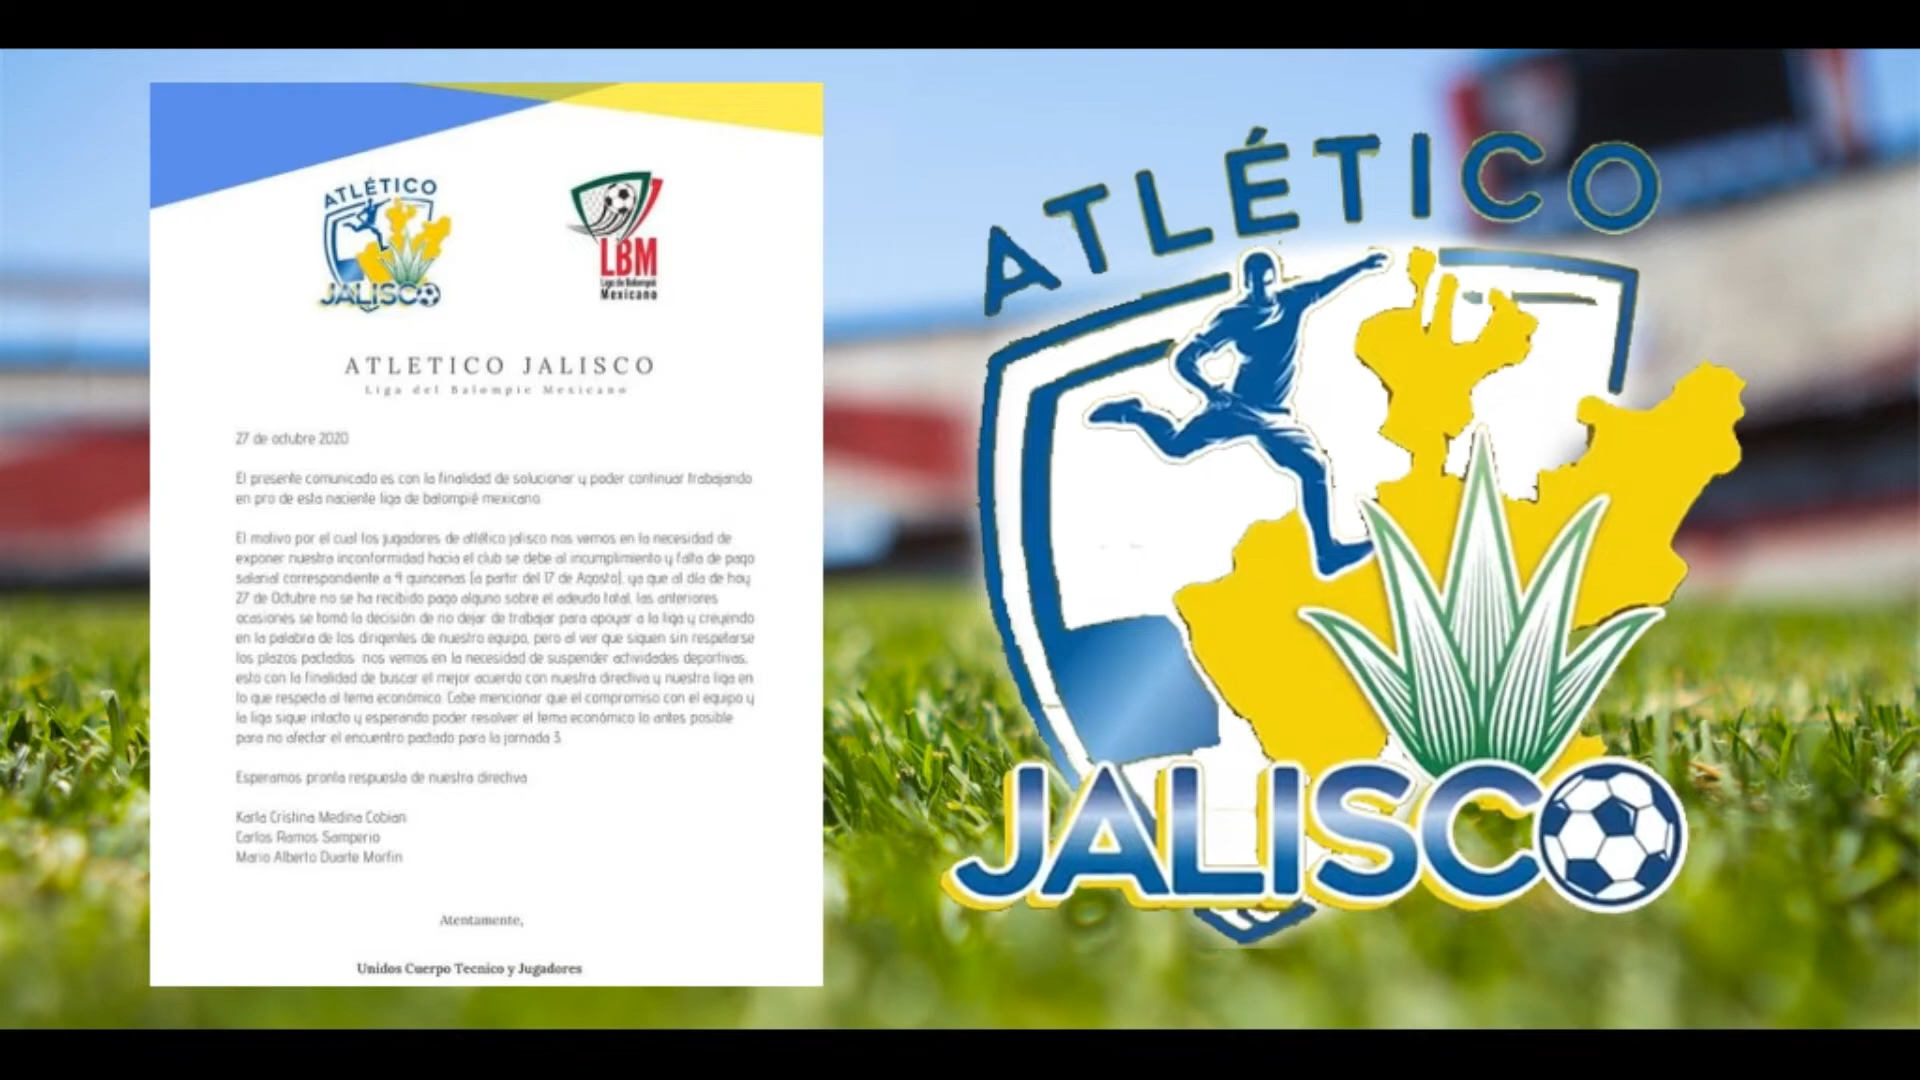 ATLÉTICO
JALISCO
LBM
Liga de Balompié
Mexicano
ATLETICO JALISCO
Liga del Balompie Mexicano
27 de octubre 2020
El presente comunicado es con la finalidad de solucionar y poder continuar trabajando
en pro de esta naciente liga de balompié mexicano.
El motivo por el cual los jugadores de atlético jalisco nos vemos en la necesidad de
exponer nuestra inconformidad hacia el club se debe al incumplimiento y falta de pago
salarial correspondiente a 4 quincenas (a partir del 17 de Agosto), ya que al día de hoy
27 de Octubre no se ha recibido pago alguno sobre el adeudo total, las anteriores
ocasiones se tomó la decisión de no dejar de trabajar para apoyar a la liga y creyendo
en la palabra de los dirigentes de nuestro equipo, pero al ver que siguen sin respetarse
los plazos pactados nos vemos en la necesidad de suspender actividades deportivas,
esto con la finalidad de buscar el mejor acuerdo con nuestra directiva y nuestra liga en
lo que respecta al tema económico. Cabe mencionar que el compromiso con el equipo y
la liga sigue intacto y esperando poder resolver el tema económico lo antes posible
para no afectar el encuentro pactado para la jornada 3.
Esperamos pronta respuesta de nuestra directiva
Karla Cristina Medina Cobian
Carlos Ramos Samperio
Mario Alberto Duarte Morfin
Atentamente,
Unidos Cuerpo Tecnico y Jugadores
ATLÉTICO
JALISCO